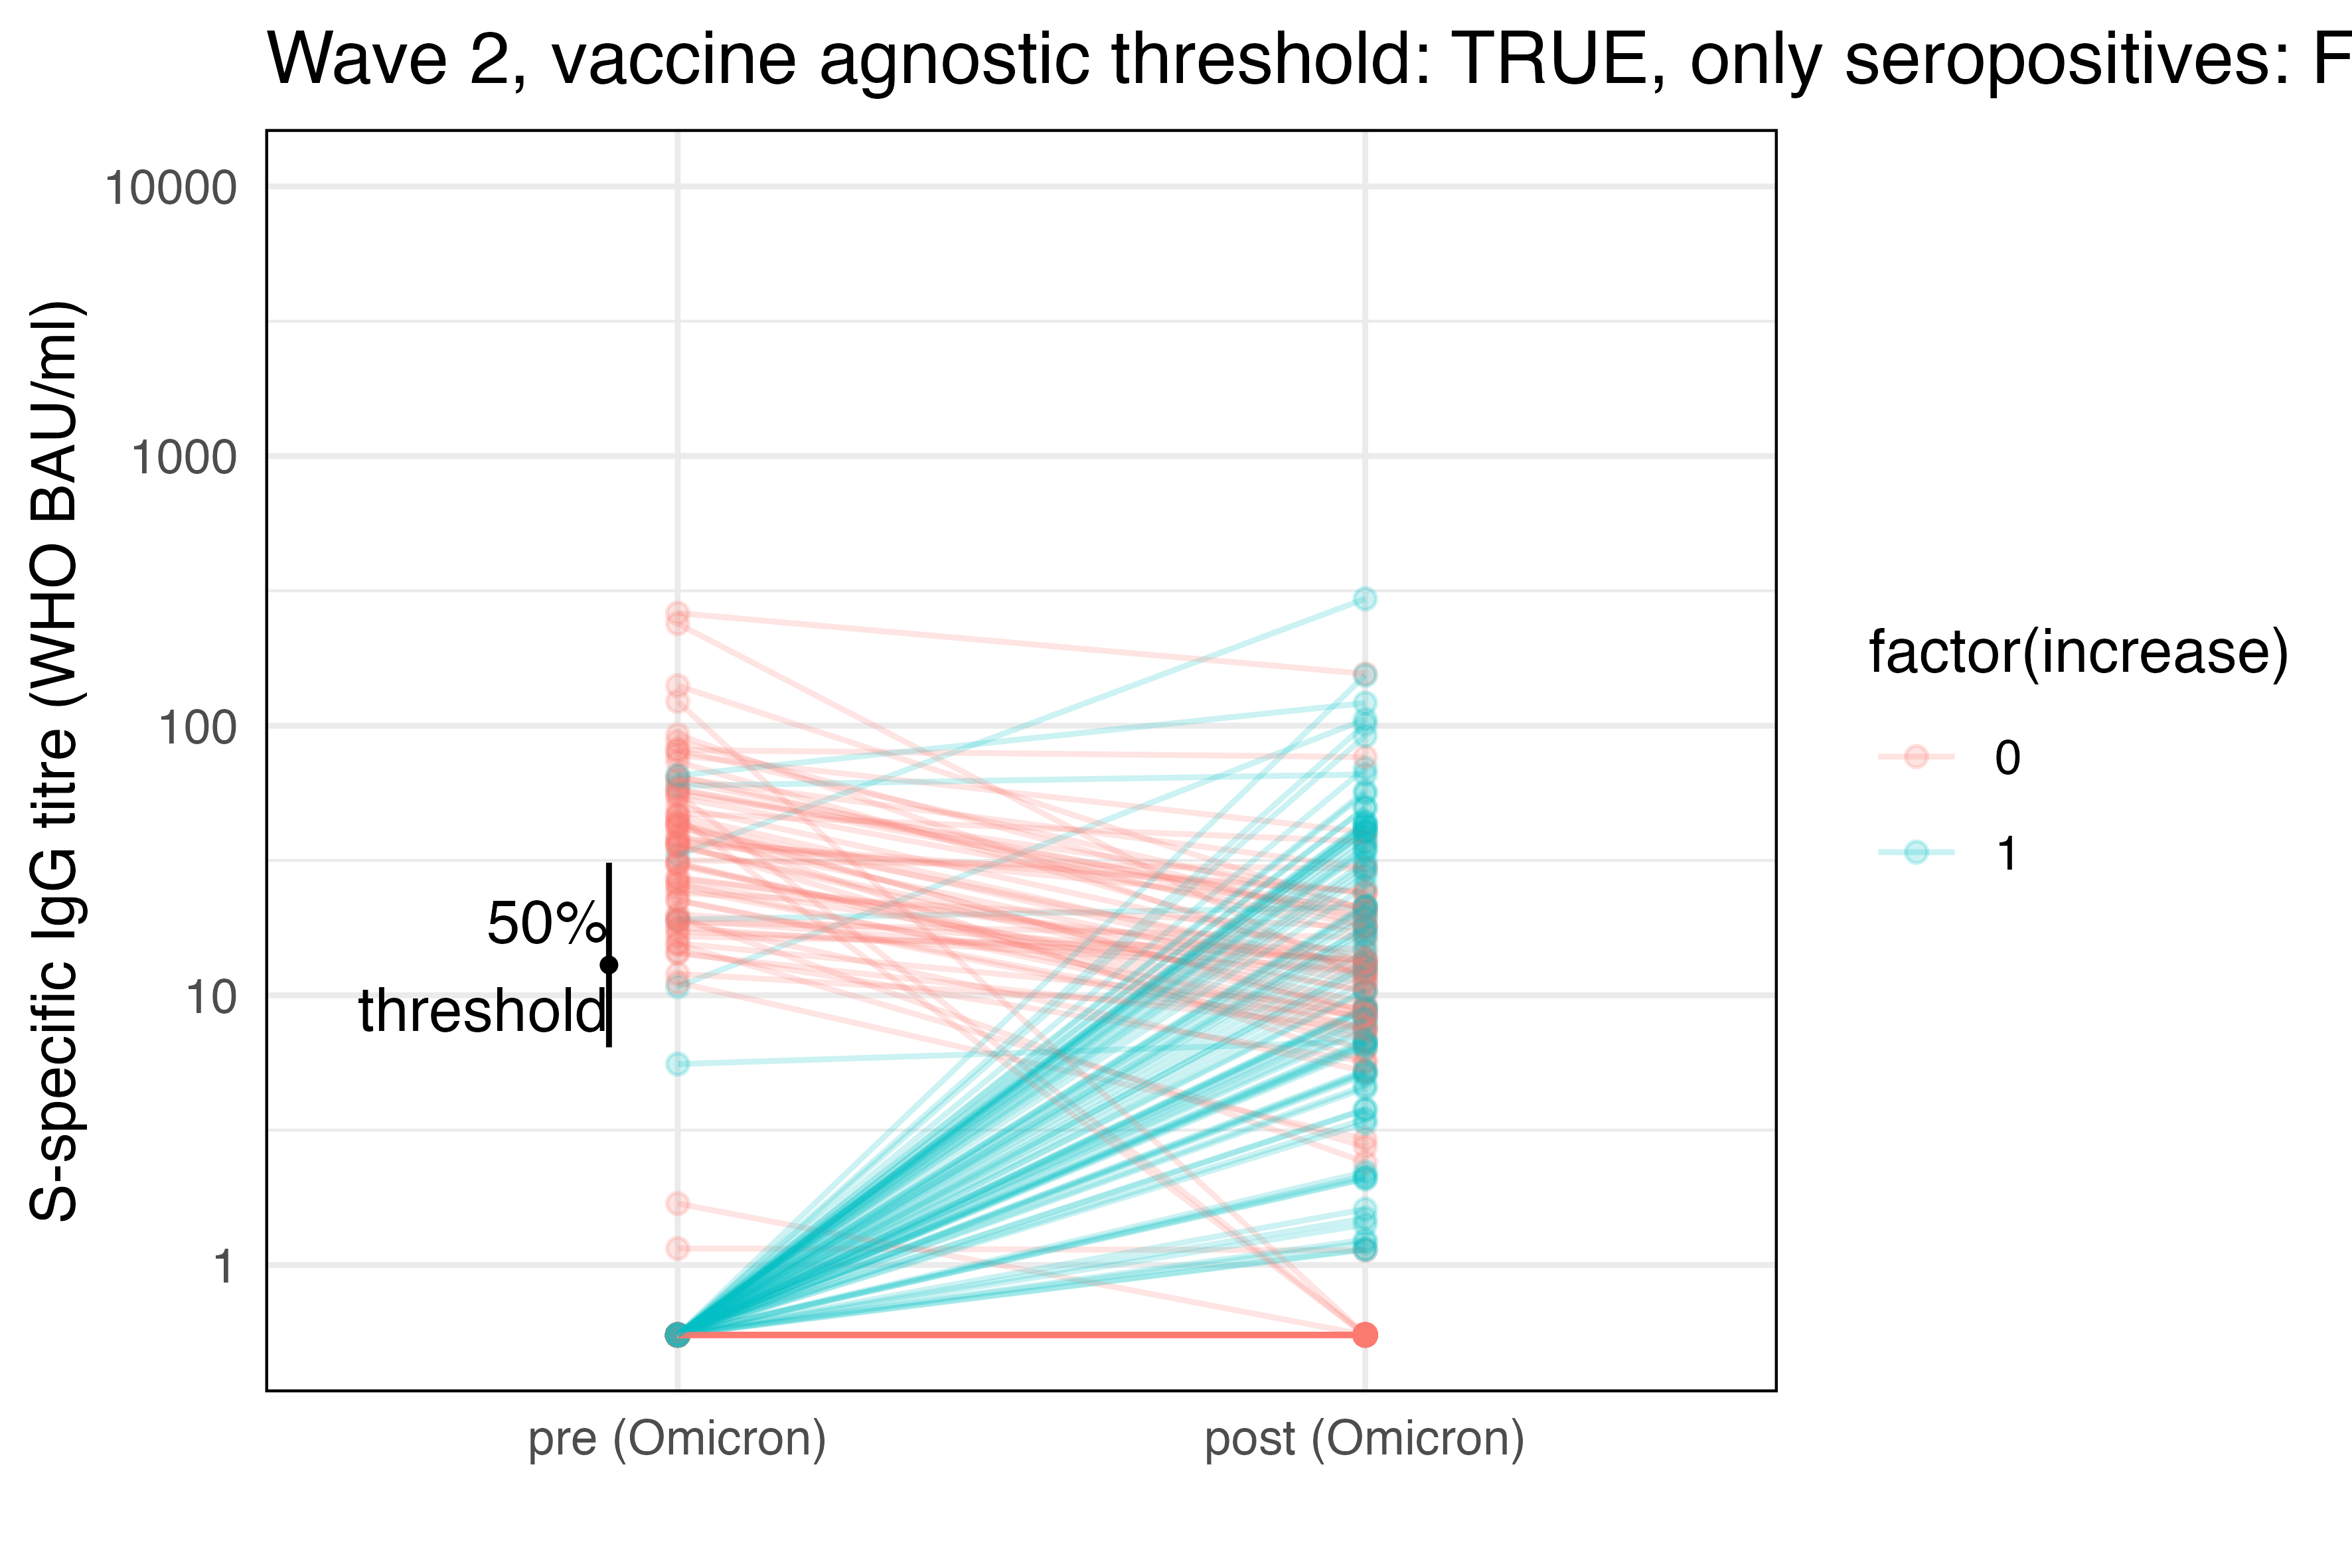 Wave 2, vaccine agnostic threshold: TRUE, only seropositives: F
S-specific IgG titre (WHO BAU/ml)
10000
1000
100
10
1
50%
threshold
pre (Omicron)
post (Omicron)
factor(increase)
0
1